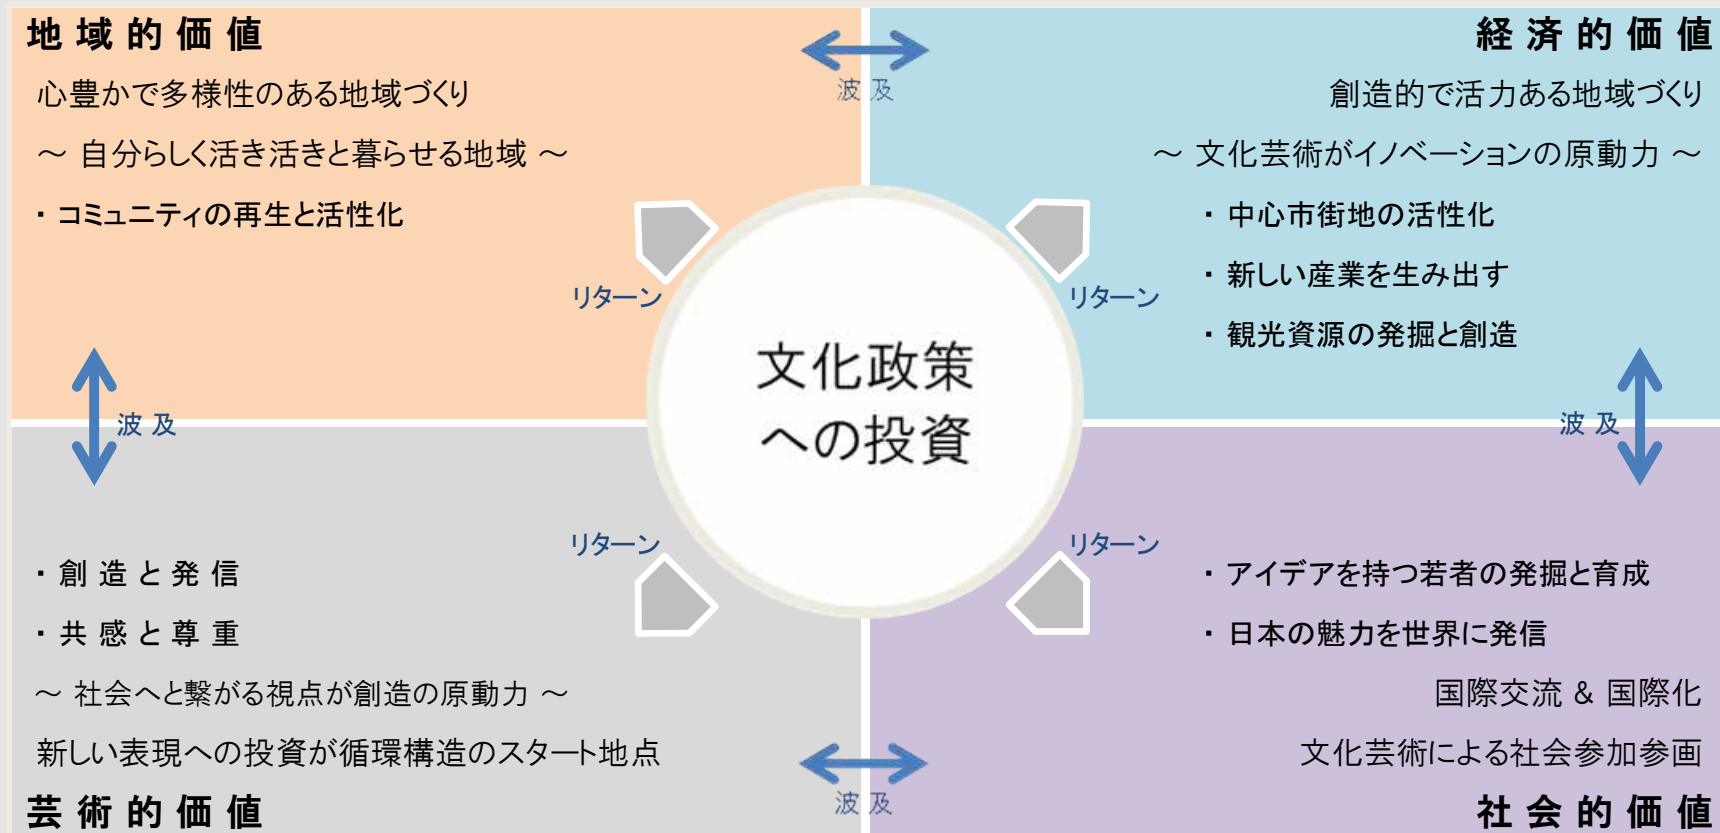 地域的価値
心豊かで多様性のある地域づくり
～ 自分らしく活き活きと暮らせる地域 ～
・コミュニティの再生と活性化
リターン
波及
波及
経済的価値
創造的で活力ある地域づくり
～ 文化芸術がイノベーションの原動力 ～
・中心市街地の活性化
・新しい産業を生み出す
・観光資源の発掘と創造
リターン
波及
文化政策
への投資
リターン
・創造と発信
・共感と尊重
～ 社会へと繋がる視点が創造の原動力 ～
新しい表現への投資が循環構造のスタート地点
芸術的価値
波及
リターン
・アイデアを持つ若者の発掘と育成
・日本の魅力を世界に発信
国際交流 & 国際化
文化芸術による社会参加参画
社会的価値